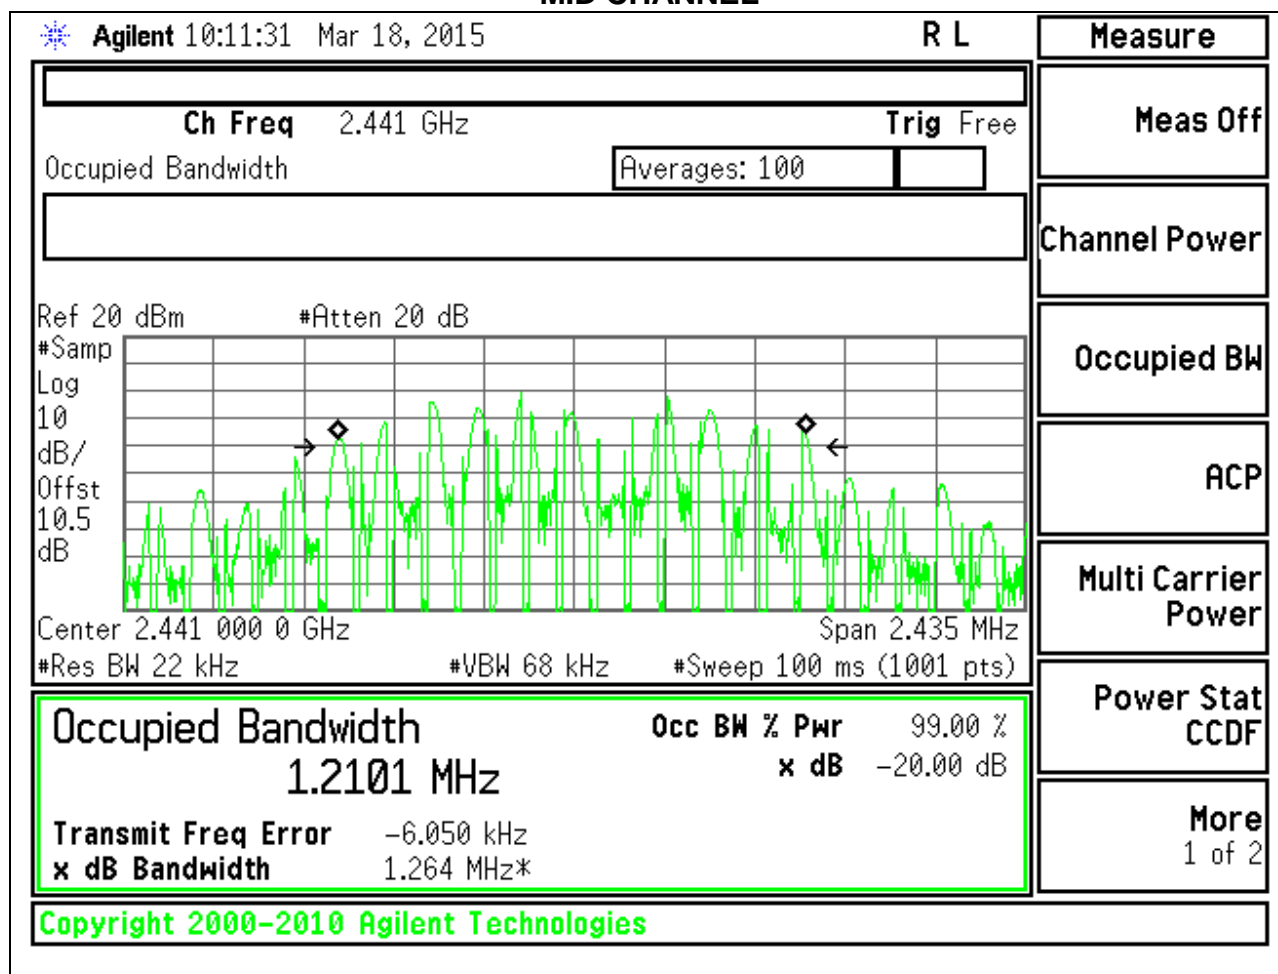 MID CHANNEL
Agilent 10:11:31 Mar 18, 2015 R L
Measure
Ch Freq 2.441 GHz Trig Free
Occupied Bandwidth Averages: 100
Meas Off
Channel Power
Occupied BW
ACP
Multi Carrier
Power
Power Stat
CCDF
More
1 of 2
Ref 20 dBm #Atten 20 dB
#Samp
Log
10
dB/
Offst
10.5
dB
Center 2.441 000 0 GHz Span 2.435 MHz
#Res BW 22 kHz #VBW 68 kHz #Sweep 100 ms (1001 pts)
Occupied Bandwidth Occ BW % Pwr 99.00 %
1.2101 MHz x dB -20.00 dB
Transmit Freq Error -6.050 kHz
x dB Bandwidth 1.264 MHz*
Copyright 2000-2010 Agilent Technologies